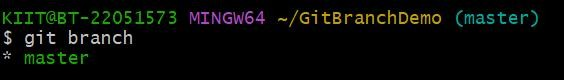 KIIT@BT-22051573 MINGW64 ~/GitBranchDemo (master)
$ git branch
* master